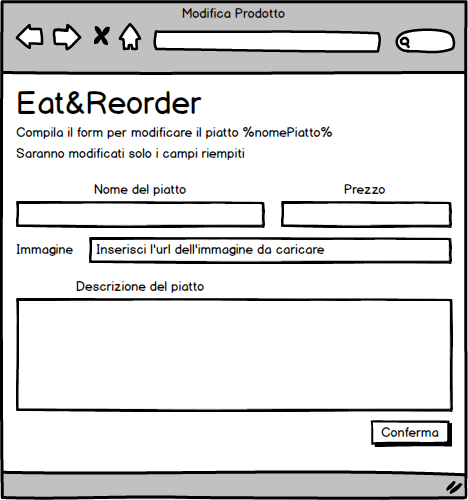 Modifica Prodotto
Eat&Reorder
Compila il form per modificare il piatto %nomePiatto%
Saranno modificati solo i campi riempiti
Nome del piatto Prezzo
Immagine Inserisci l'url dell'immagine da caricare
Descrizione del piatto
Conferma